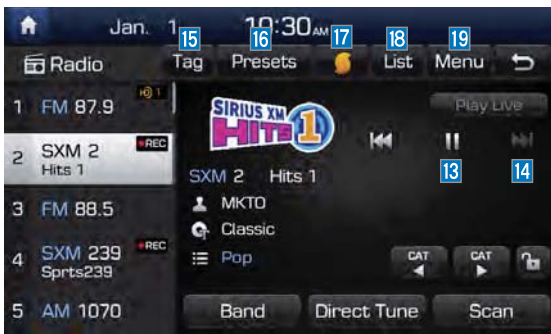 Jan. 1 10:30 AM
15 16 17 18 19
Radio Tag Presets List Menu
1 FM 87.9 1
2 SXM 2 REC
Hits 1
3 FM 88.5
4 SXM 239 REC
Sprts239
5 AM 1070
SIRIUS XM
HITS 1
Play Live
13 14
SXM 2 Hits 1
MKTO
Classic
Pop
CAT CAT
Band Direct Tune Scan